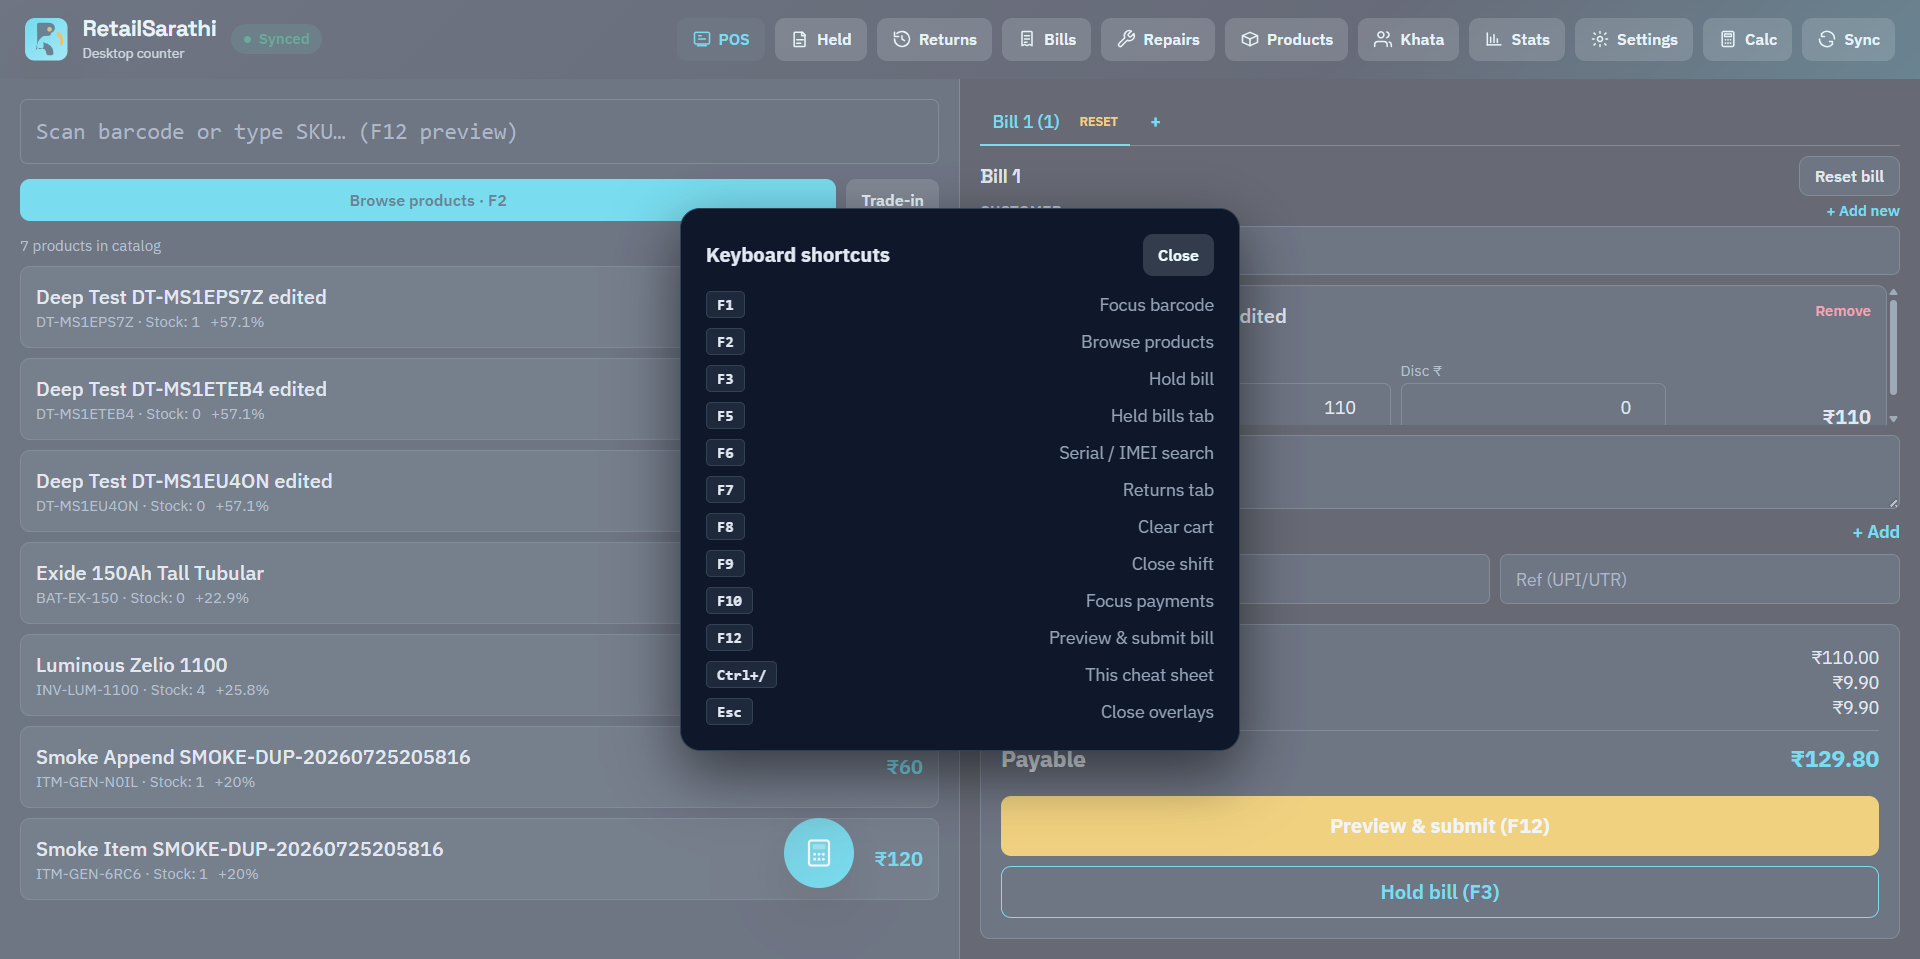 RetailSarathi
Desktop counter
Synced
POS
Held
Returns
Bills
Repairs
Products
Khata
Stats
Settings
Calc
Sync
Scan barcode or type SKU… (F12 preview)
Browse products · F2
Trade-in
7 products in catalog
Deep Test DT-MS1EPS7Z edited
DT-MS1EPS7Z · Stock: 1 +57.1%
Deep Test DT-MS1ETEB4 edited
DT-MS1ETEB4 · Stock: 0 +57.1%
Deep Test DT-MS1EU4ON edited
DT-MS1EU4ON · Stock: 0 +57.1%
Exide 150Ah Tall Tubular
BAT-EX-150 · Stock: 0 +22.9%
Luminous Zelio 1100
INV-LUM-1100 · Stock: 4 +25.8%
Smoke Append SMOKE-DUP-20260725205816
ITM-GEN-N0IL · Stock: 1 +20%
₹60
Smoke Item SMOKE-DUP-20260725205816
ITM-GEN-6RC6 · Stock: 1 +20%
₹120
Keyboard shortcuts
Close
F1 Focus barcode
F2 Browse products
F3 Hold bill
F5 Held bills tab
F6 Serial / IMEI search
F7 Returns tab
F8 Clear cart
F9 Close shift
F10 Focus payments
F12 Preview & submit bill
Ctrl+/ This cheat sheet
Esc Close overlays
Bill 1 (1)
RESET
+
Bill 1
Reset bill
+ Add new
dited
Remove
Disc ₹
110
0
₹110
+ Add
Ref (UPI/UTR)
₹110.00
₹9.90
₹9.90
Payable
₹129.80
Preview & submit (F12)
Hold bill (F3)